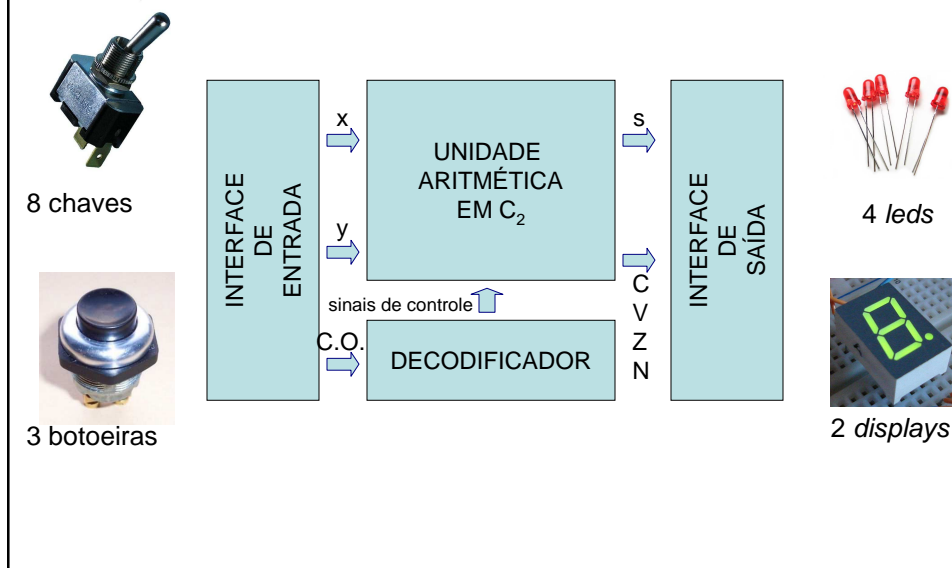 8 chaves
3 botoeiras
INTERFACE
DE
ENTRADA
x
y
C.O.
UNIDADE
ARITMÉTICA
EM C2
sinais de controle
DECODIFICADOR
s
C
V
Z
N
INTERFACE
DE
SAÍDA
4 leds
2 displays